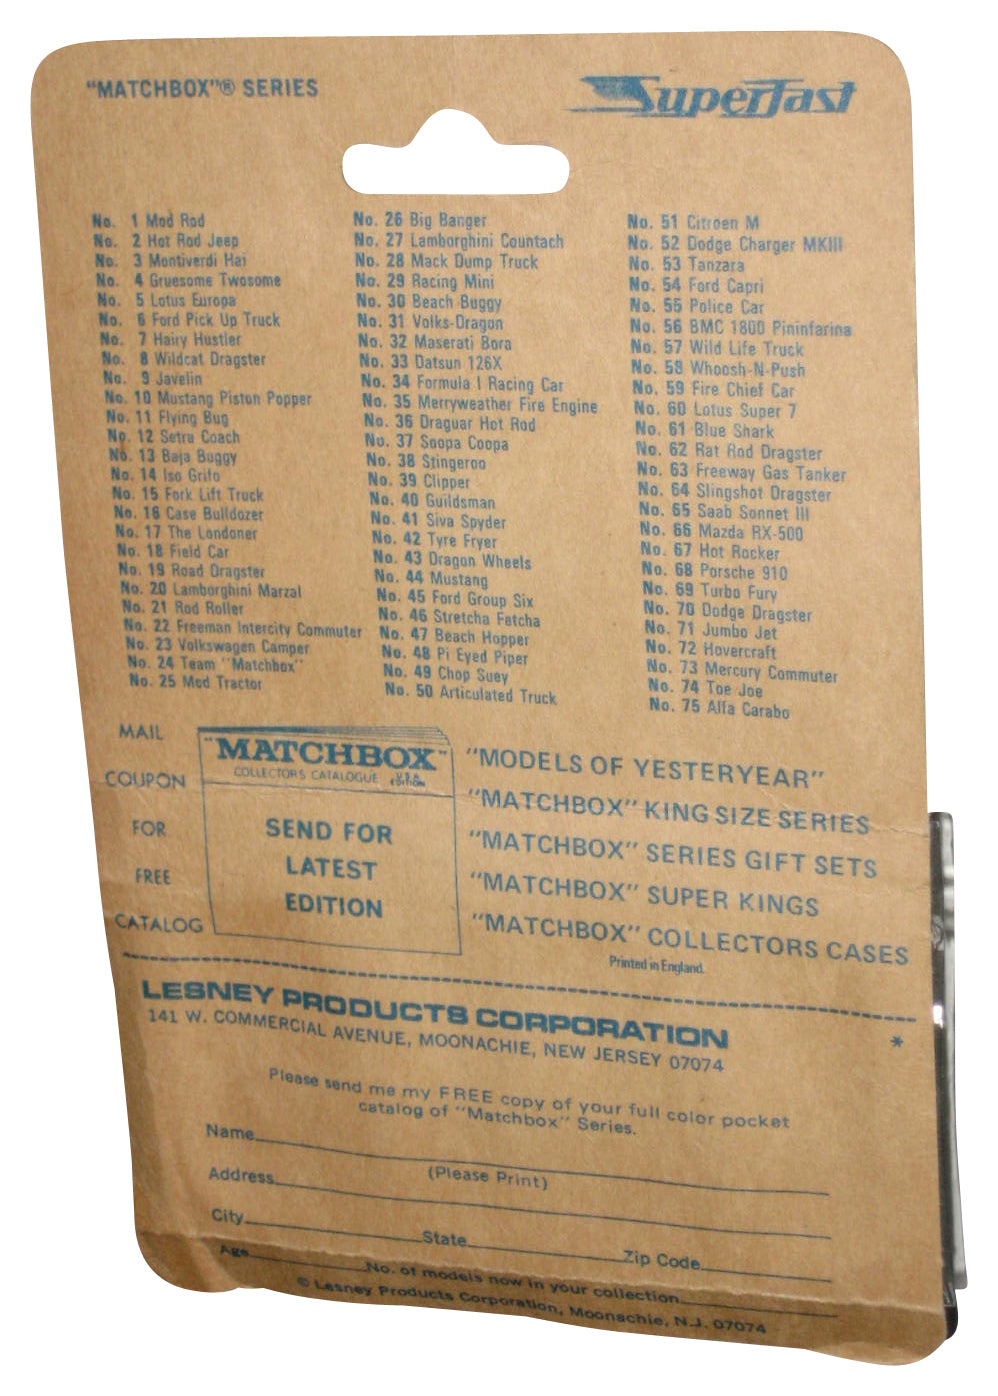 "MATCHBOX"® SERIES
Superfast
No. 1 Mod Rod
No. 2 Hot Rod Jeep
No. 3 Montiverdi Hai
No. 4 Gruesome Twosome
No. 5 Lotus Europa
No. 6 Ford Pick Up Truck
No. 7 Hairy Hustler
No. 8 Wildcat Dragster
No. 9 Javelin
No. 10 Mustang Piston Popper
No. 11 Flying Bug
No. 12 Setra Coach
No. 13 Baja Buggy
No. 14 Iso Grifo
No. 15 Fork Lift Truck
No. 16 Case Bulldozer
No. 17 The Londoner
No. 18 Field Car
No. 19 Road Dragster
No. 20 Lamborghini Marzal
No. 21 Rod Roller
No. 22 Freeman Intercity Commuter
No. 23 Volkswagen Camper
No. 24 Team "Matchbox"
No. 25 Mod Tractor
No. 26 Big Banger
No. 27 Lamborghini Countach
No. 28 Mack Dump Truck
No. 29 Racing Mini
No. 30 Beach Buggy
No. 31 Volks-Dragon
No. 32 Maserati Bora
No. 33 Datsun 126X
No. 34 Formula I Racing Car
No. 35 Merryweather Fire Engine
No. 36 Draguar Hot Rod
No. 37 Soopa Coopa
No. 38 Stingeroo
No. 39 Clipper
No. 40 Guildsman
No. 41 Siva Spyder
No. 42 Tyre Fryer
No. 43 Dragon Wheels
No. 44 Mustang
No. 45 Ford Group Six
No. 46 Stretcha Fetcha
No. 47 Beach Hopper
No. 48 Pi Eyed Piper
No. 49 Chop Suey
No. 50 Articulated Truck
No. 51 Citroen M
No. 52 Dodge Charger MKIII
No. 53 Tanzara
No. 54 Ford Capri
No. 55 Police Car
No. 56 BMC 1800 Pininfarina
No. 57 Wild Life Truck
No. 58 Whoosh-N-Push
No. 59 Fire Chief Car
No. 60 Lotus Super 7
No. 61 Blue Shark
No. 62 Rat Rod Dragster
No. 63 Freeway Gas Tanker
No. 64 Slingshot Dragster
No. 65 Saab Sonnet III
No. 66 Mazda RX-500
No. 67 Hot Rocker
No. 68 Porsche 910
No. 69 Turbo Fury
No. 70 Dodge Dragster
No. 71 Jumbo Jet
No. 72 Hovercraft
No. 73 Mercury Commuter
No. 74 Toe Joe
No. 75 Alfa Carabo
MAIL
COUPON
FOR
FREE
CATALOG
"MATCHBOX"
COLLECTORS CATALOGUE U.S.A. EDITION
SEND FOR
LATEST
EDITION
"MODELS OF YESTERYEAR"
"MATCHBOX" KING SIZE SERIES
"MATCHBOX" SERIES GIFT SETS
"MATCHBOX" SUPER KINGS
"MATCHBOX" COLLECTORS CASES
Printed in England.
LESNEY PRODUCTS CORPORATION
141 W. COMMERCIAL AVENUE, MOONACHIE, NEW JERSEY 07074
*
Please send me my FREE copy of your full color pocket
catalog of "Matchbox" Series.
Name
(Please Print)
Address
City State Zip Code
Age No. of models now in your collection
© Lesney Products Corporation, Moonachie, N.J. 07074